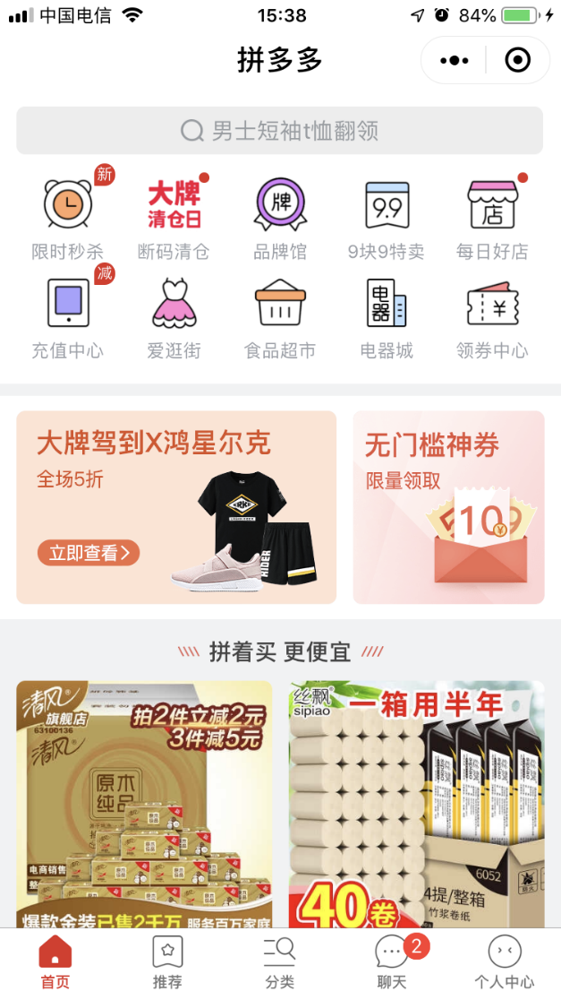 中国电信
15:38
84%
拼多多
男士短袖t恤翻领
新
大牌
清仓日
牌
9.9
店
限时秒杀
断码清仓
品牌馆
9块9特卖
每日好店
减
电器
¥
充值中心
爱逛街
食品超市
电器城
领券中心
大牌驾到X鸿星尔克
全场5折
立即查看>
ERKE
RIDER
无门槛神券
限量领取
10
¥
拼着买 更便宜
清风
旗舰店
63100136
清风
拍2件立减2元
3件减5元
原木
纯品
电商销售
爆款金装已售2千万 服务百万家庭
丝飘
sipiao
一箱用半年
6052
4提/整箱
竹浆卷纸
40卷
首页
推荐
分类
聊天
2
个人中心